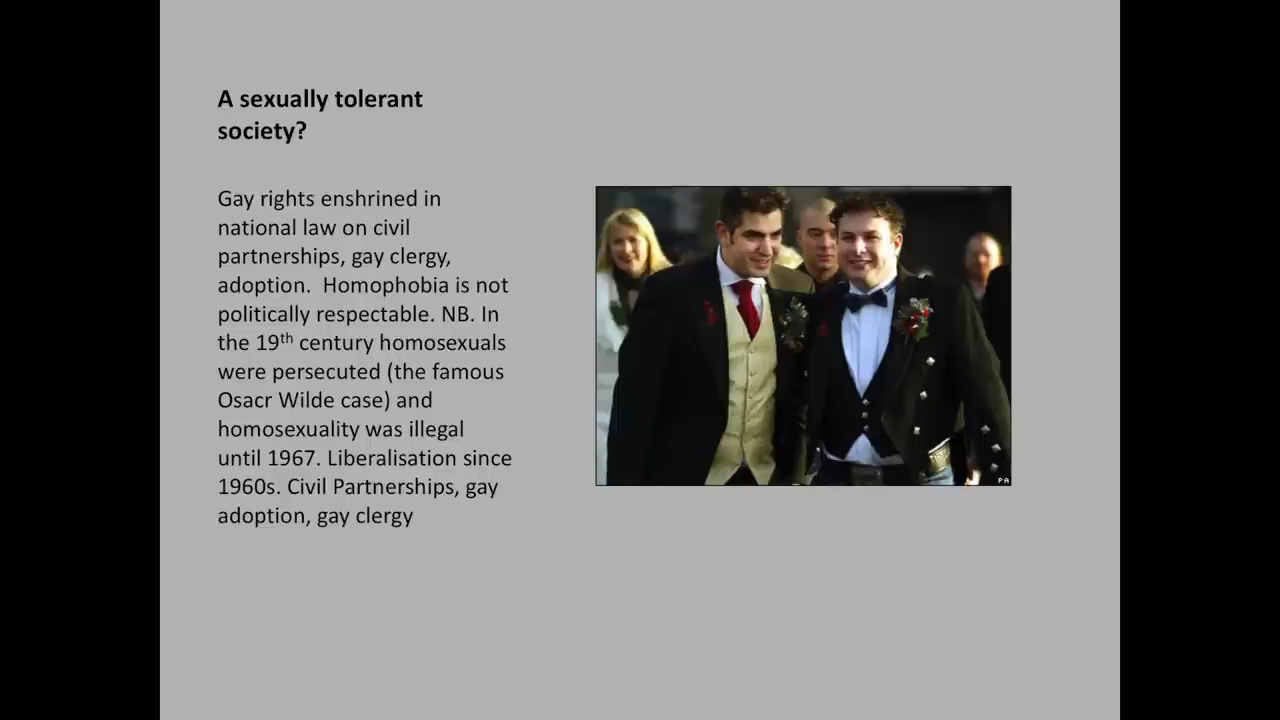 A sexually tolerant
society?
Gay rights enshrined in
national law on civil
partnerships, gay clergy,
adoption.  Homophobia is not
politically respectable. NB. In
the 19th century homosexuals
were persecuted (the famous
Osacr Wilde case) and
homosexuality was illegal
until 1967. Liberalisation since
1960s. Civil Partnerships, gay
adoption, gay clergy
PA